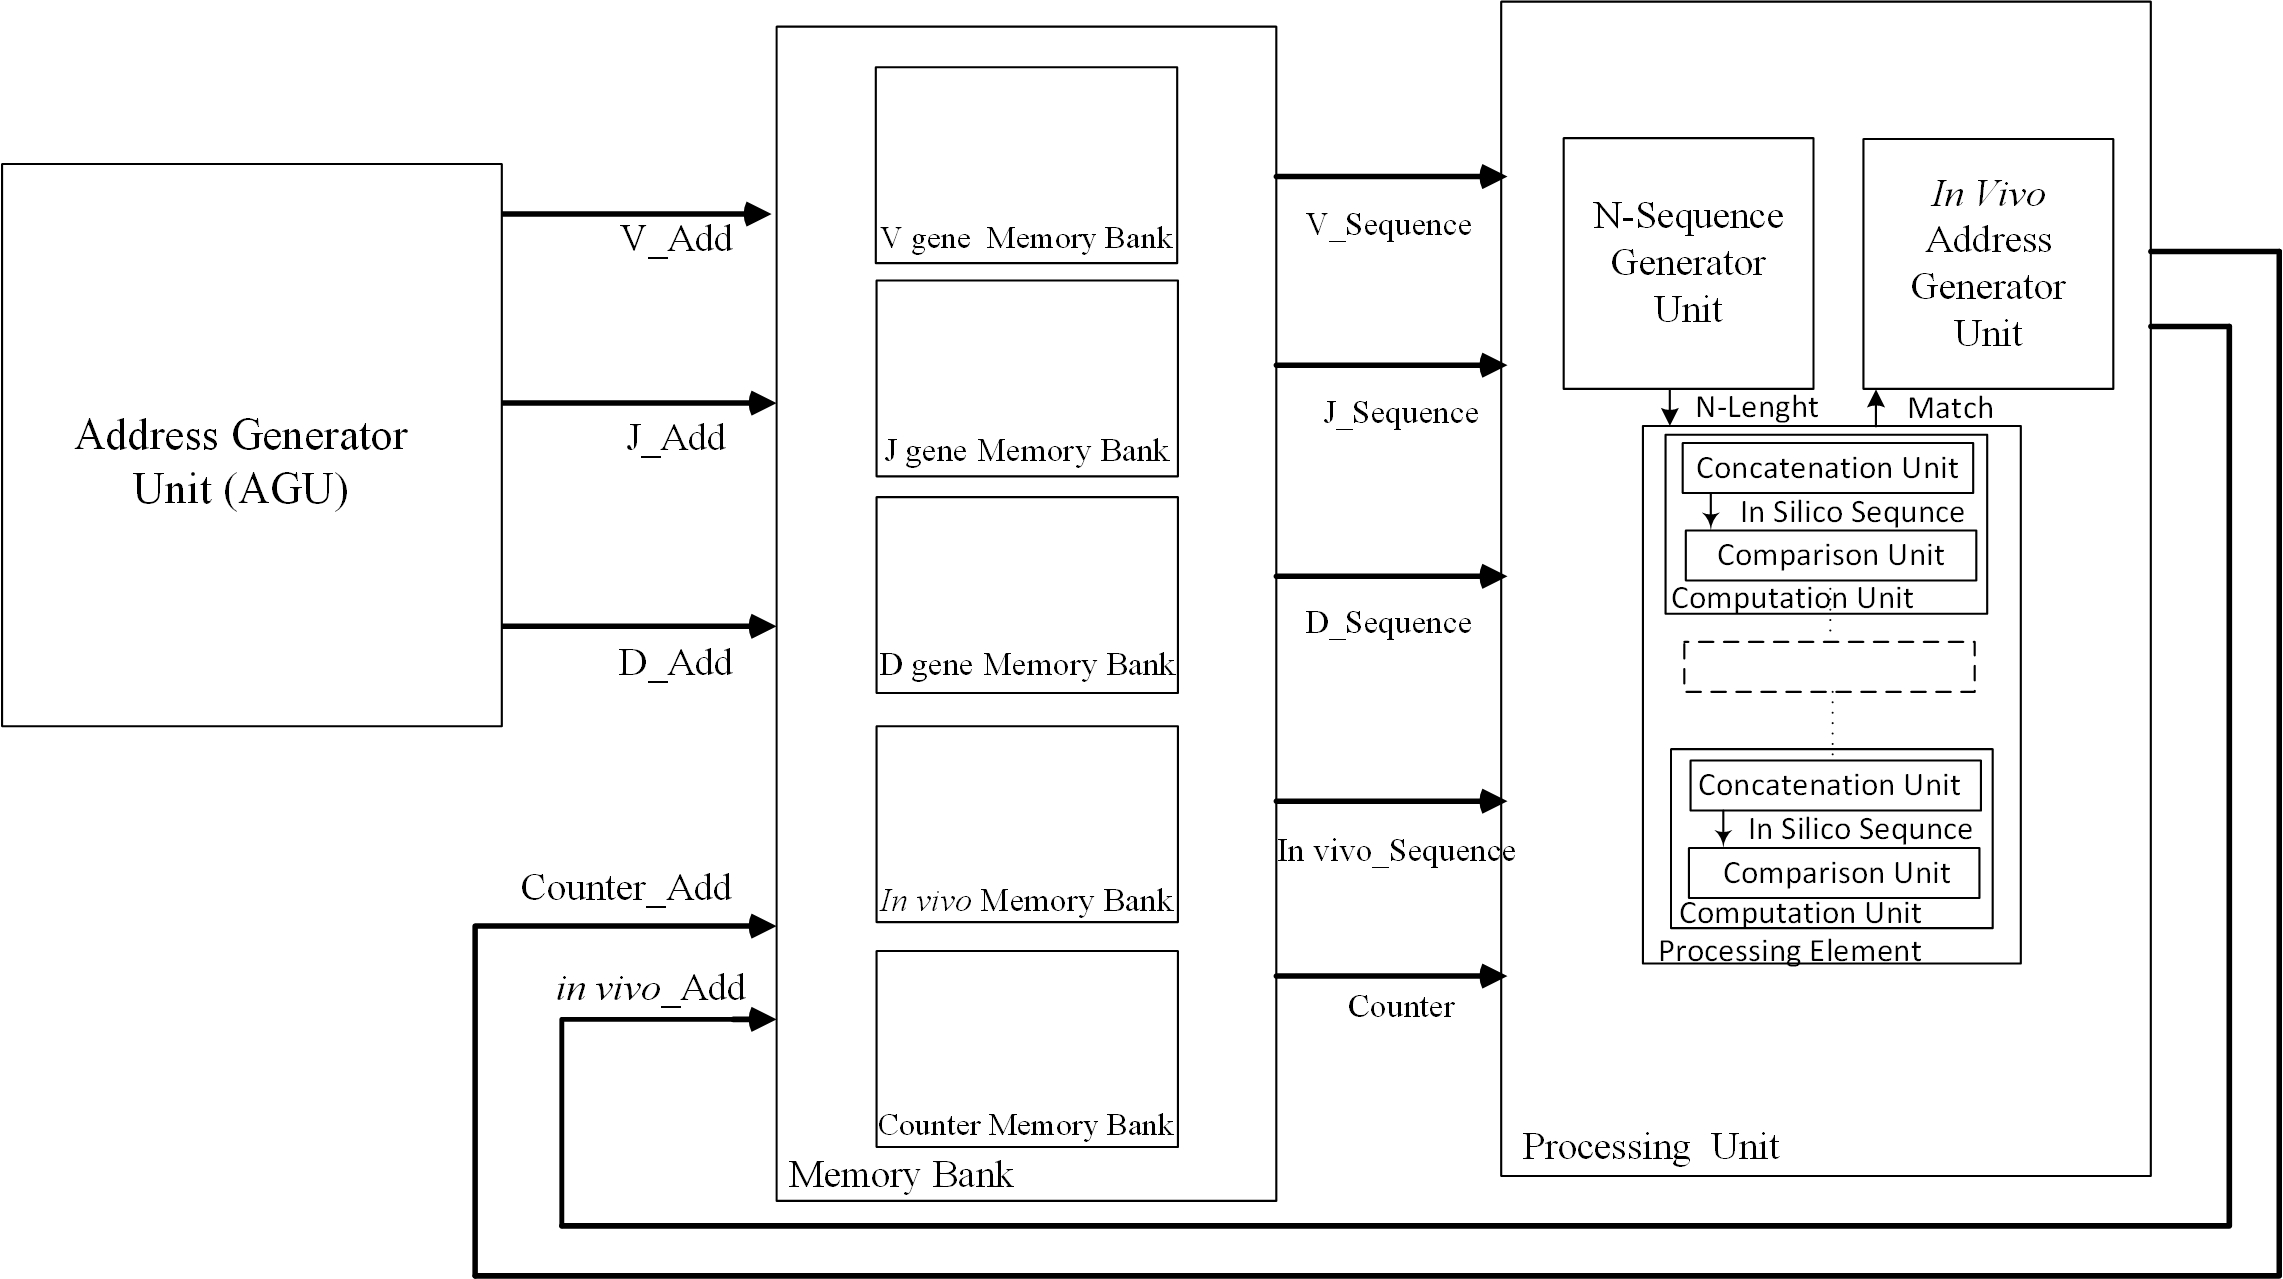 Address Generator
Unit (AGU)
V_Add
J_Add
D_Add
Counter_Add
in vivo_Add
V gene Memory Bank
J gene Memory Bank
D gene Memory Bank
In vivo Memory Bank
Counter Memory Bank
Memory Bank
V_Sequence
J_Sequence
D_Sequence
In vivo_Sequence
Counter
N-Sequence
Generator
Unit
In Vivo
Address
Generator
Unit
N-Lenght
Match
Concatenation Unit
In Silico Sequnce
Comparison Unit
Computation Unit
Concatenation Unit
In Silico Sequnce
Comparison Unit
Computation Unit
Processing Element
Processing Unit